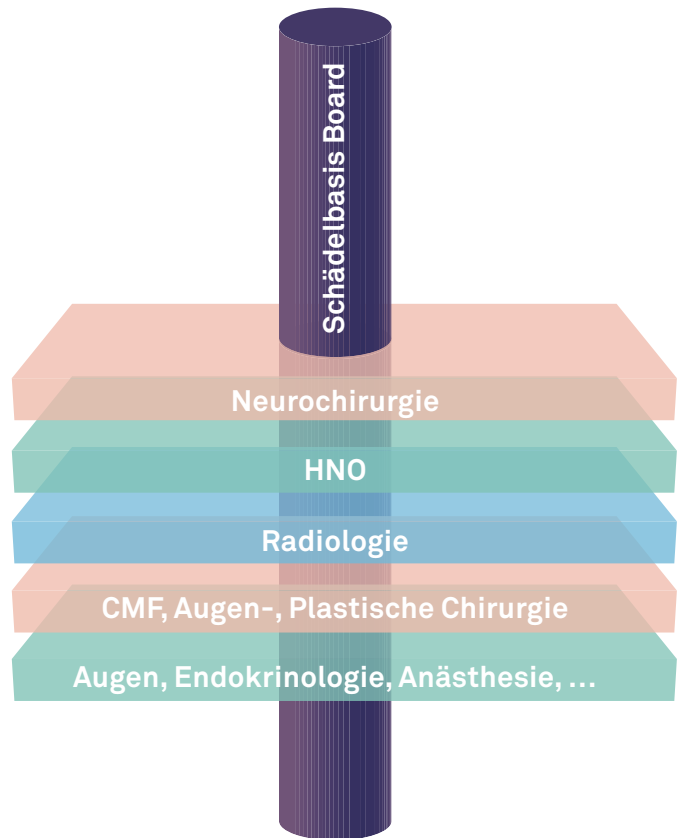 Schädelbasis Board
Neurochirurgie
HNO
Radiologie
CMF, Augen-, Plastische Chirurgie
Augen, Endokrinologie, Anästhesie, ...